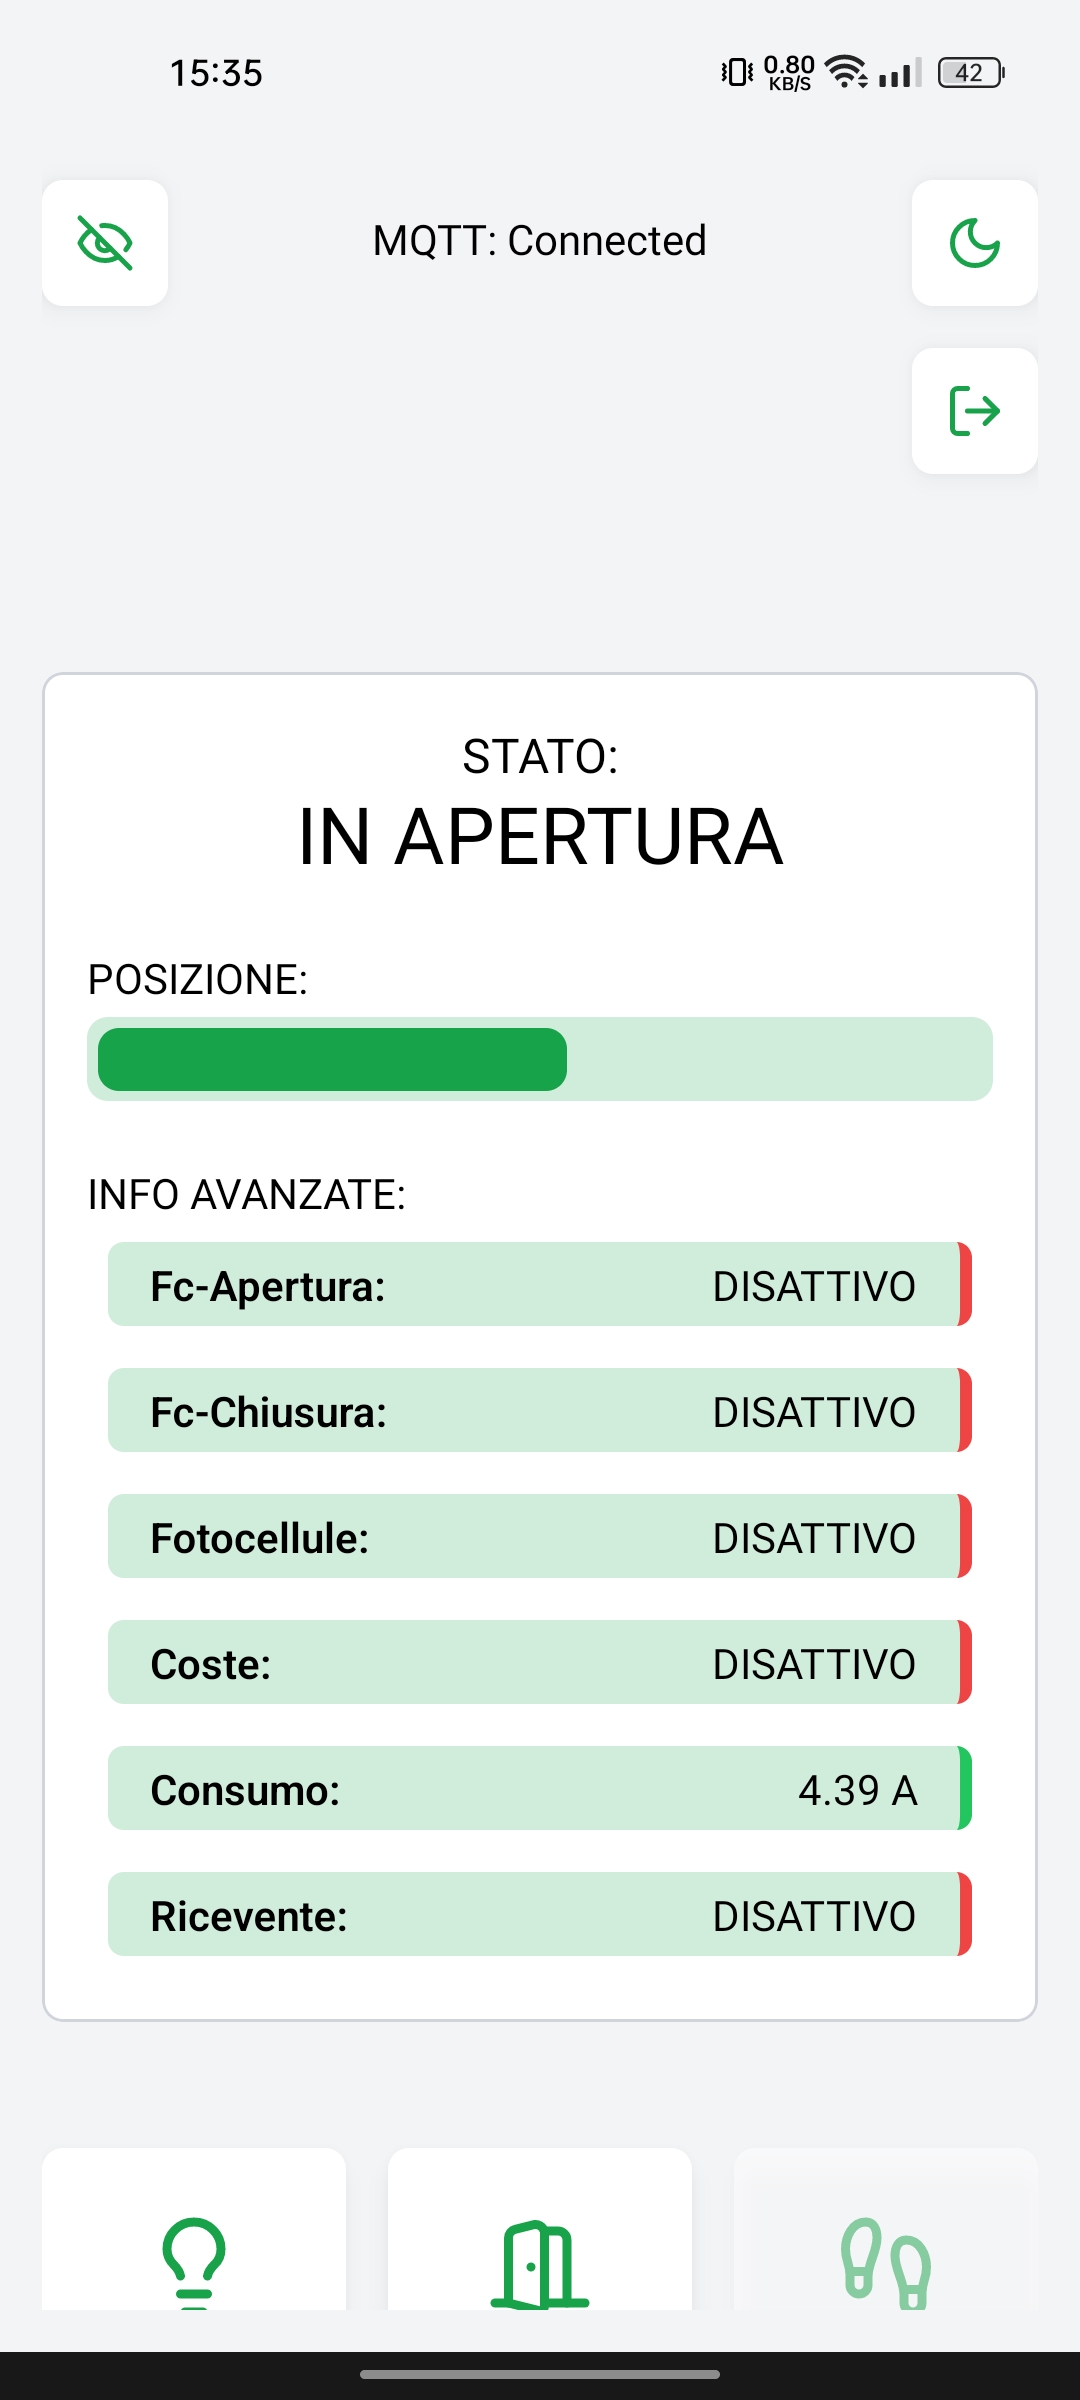 15:35
0.80
KB/S
42
MQTT: Connected
STATO:
IN APERTURA
POSIZIONE:
INFO AVANZATE:
Fc-Apertura: DISATTIVO
Fc-Chiusura: DISATTIVO
Fotocellule: DISATTIVO
Coste: DISATTIVO
Consumo: 4.39 A
Ricevente: DISATTIVO